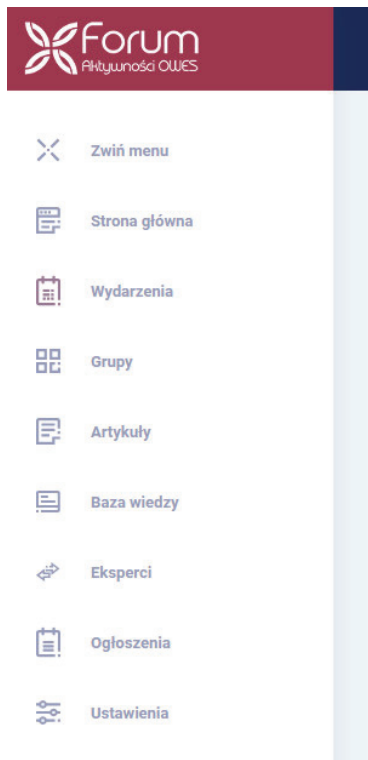 Forum
Aktywności OWES
Zwiń menu
Strona główna
Wydarzenia
Grupy
Artykuły
Baza wiedzy
Eksperci
Ogłoszenia
Ustawienia